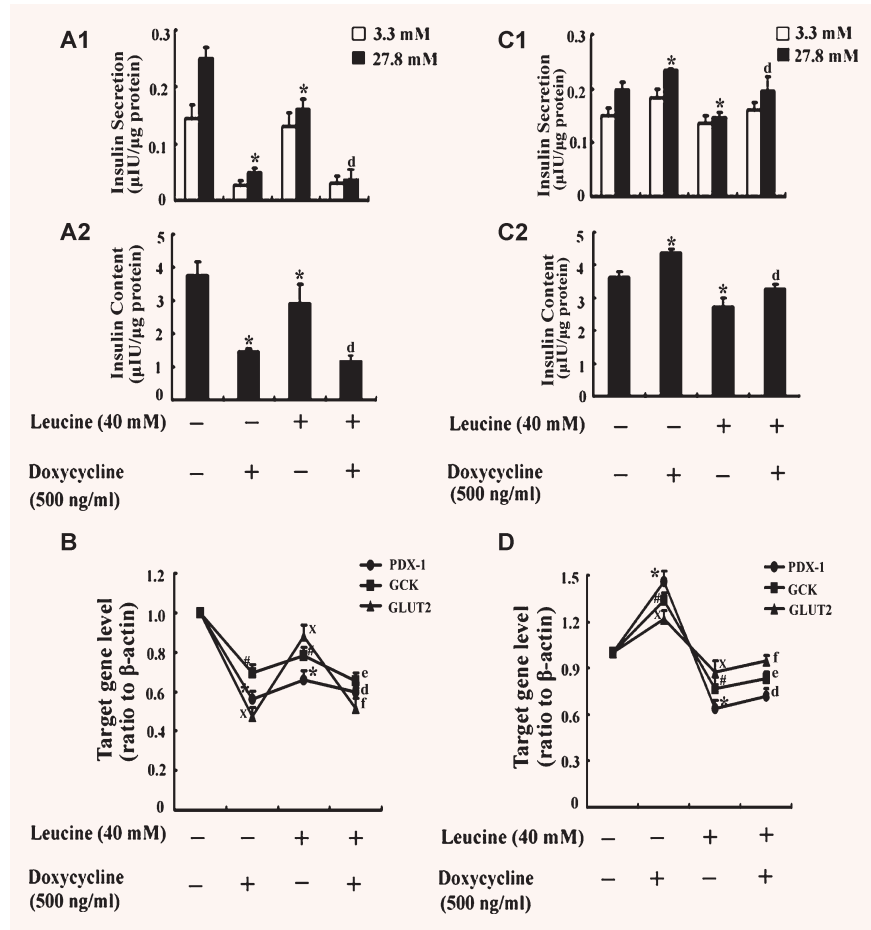 A1
0.3
0.2
0.1
0
Insulin Secretion
(μIU/μg protein)
3.3 mM
27.8 mM
*
*
d
A2
5
4
3
2
1
0
Insulin Content
(μIU/μg protein)
*
*
d
Leucine (40 mM) − − + +
Doxycycline − + − +
(500 ng/ml)
C1
0.3
0.2
0.1
0
Insulin Secretion
(μIU/μg protein)
3.3 mM
27.8 mM
*
*
d
C2
5
4
3
2
1
0
Insulin Content
(μIU/μg protein)
*
*
d
Leucine (40 mM) − − + +
Doxycycline − + − +
(500 ng/ml)
B
1.2
1.0
0.8
0.6
0.4
0.2
0
Target gene level
(ratio to β-actin)
PDX-1
GCK
GLUT2
#
*
x
x
#
*
e
d
f
Leucine (40 mM) − − + +
Doxycycline − + − +
(500 ng/ml)
D
1.5
1.2
0.9
0.6
0.3
0
Target gene level
(ratio to β-actin)
PDX-1
GCK
GLUT2
*
#
x
x
#
*
f
e
d
Leucine (40 mM) − − + +
Doxycycline − + − +
(500 ng/ml)